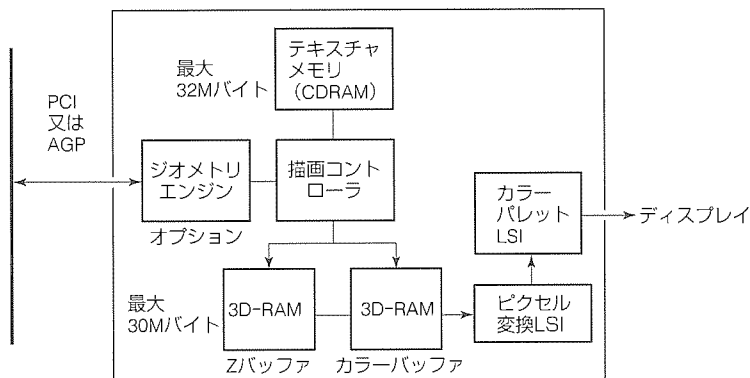 テキスチャ
メモリ
(CDRAM)
最大
32Mバイト
PCI
又は
AGP
ジオメトリ
エンジン
オプション
描画コント
ローラ
カラー
パレット
LSI
ディスプレイ
最大
30Mバイト
3D-RAM
Zバッファ
3D-RAM
カラーバッファ
ピクセル
変換LSI